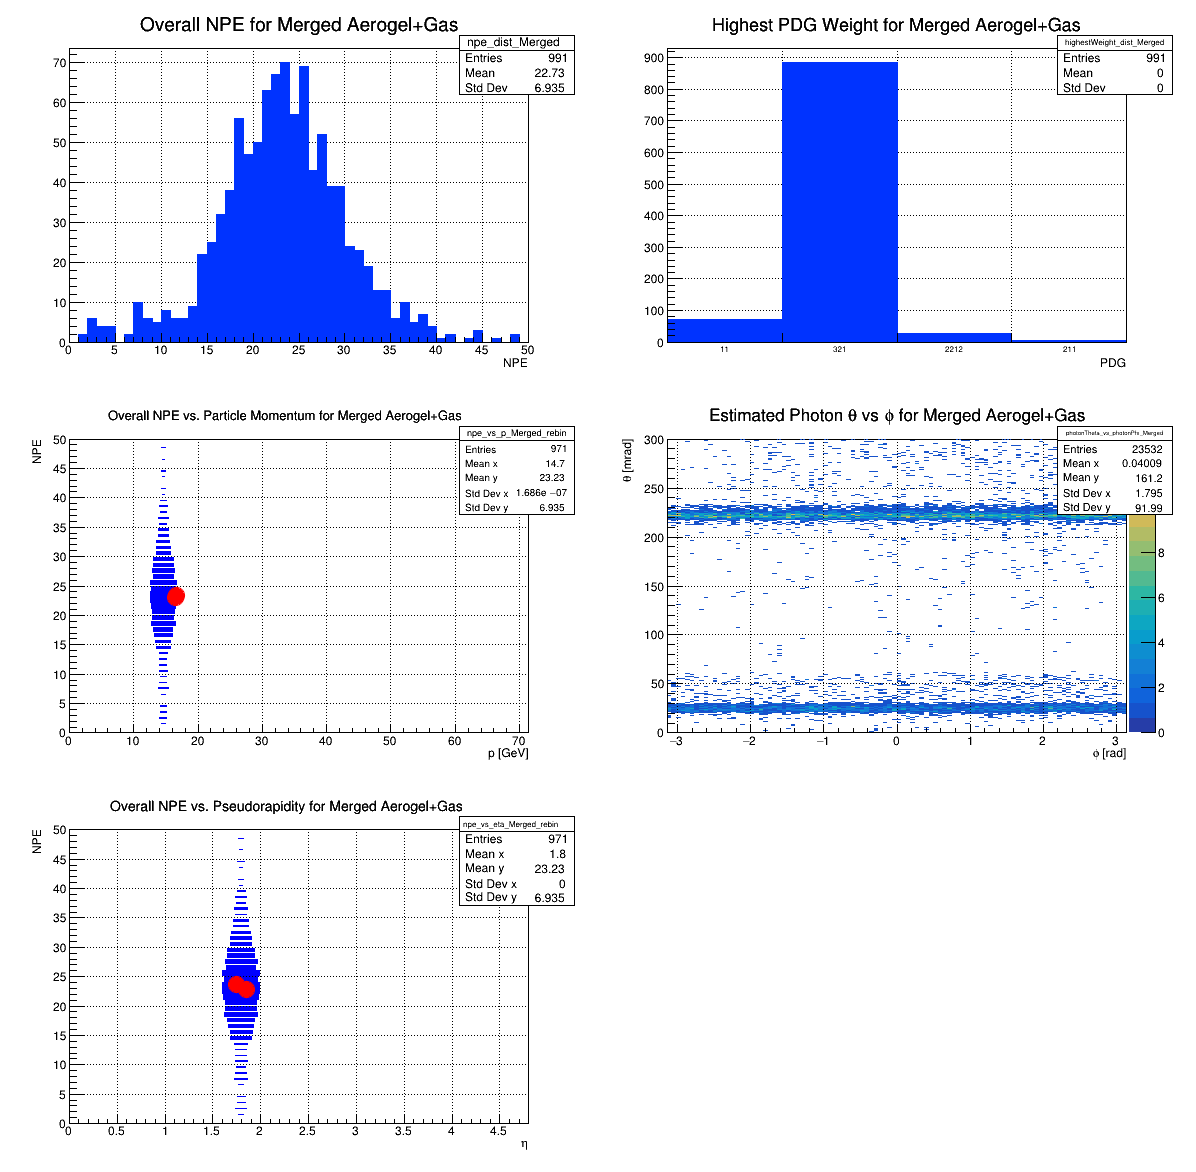 Overall NPE for Merged Aerogel+Gas
npe_dist_Merged
Entries 991
Mean 22.73
Std Dev 6.935
70
60
50
40
30
20
10
0
0 5 10 15 20 25 30 35 40 45 50
NPE
Highest PDG Weight for Merged Aerogel+Gas
highestWeight_dist_Merged
Entries 991
Mean 0
Std Dev 0
900
800
700
600
500
400
300
200
100
0
11 321 2212 211
PDG
Overall NPE vs. Particle Momentum for Merged Aerogel+Gas
npe_vs_p_Merged_rebin
Entries 971
Mean x 14.7
Mean y 23.23
Std Dev x 1.686e −07
Std Dev y 6.935
NPE
50
45
40
35
30
25
20
15
10
5
0
0 10 20 30 40 50 60 70
p [GeV]
Estimated Photon θ vs ϕ for Merged Aerogel+Gas
photonTheta_vs_photonPhi_Merged
Entries 23532
Mean x 0.04009
Mean y 161.2
Std Dev x 1.795
Std Dev y 91.99
θ [mrad]
300
250
200
150
100
50
0
−3 −2 −1 0 1 2 3
ϕ [rad]
8
6
4
2
0
Overall NPE vs. Pseudorapidity for Merged Aerogel+Gas
npe_vs_eta_Merged_rebin
Entries 971
Mean x 1.8
Mean y 23.23
Std Dev x 0
Std Dev y 6.935
NPE
50
45
40
35
30
25
20
15
10
5
0
0 0.5 1 1.5 2 2.5 3 3.5 4 4.5
η